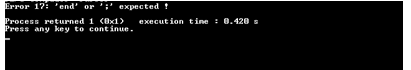 Error 17: 'end' or ';' expected !
Process returned 1 (0x1)   execution time : 0.420 s
Press any key to continue.